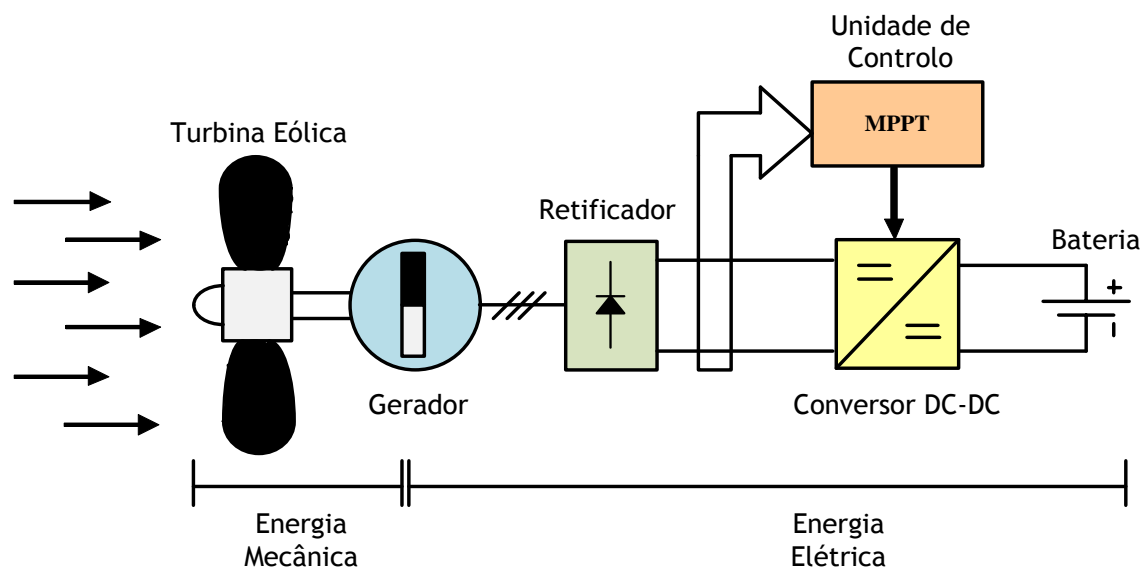 Unidade de
Controlo
MPPT
Turbina Eólica
Retificador
Bateria
+
-
Gerador
Conversor DC-DC
Energia
Mecânica
Energia
Elétrica